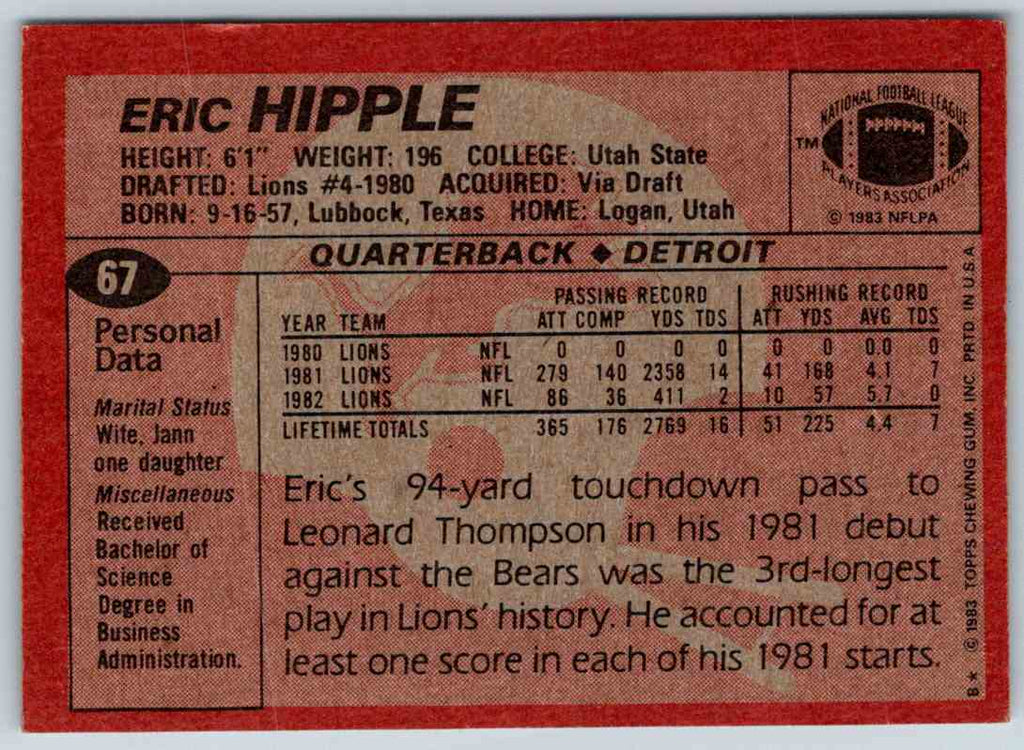 ERIC HIPPLE
HEIGHT: 6'1" WEIGHT: 196 COLLEGE: Utah State
DRAFTED: Lions #4-1980 ACQUIRED: Via Draft
BORN: 9-16-57, Lubbock, Texas HOME: Logan, Utah
TM
NATIONAL FOOTBALL LEAGUE
PLAYERS
PLAYERS ASSOCIATION
© 1983 NFLPA
QUARTERBACK ◆ DETROIT
67
Personal
Data
Marital Status
Wife, Jann
one daughter
Miscellaneous
Received
Bachelor of
Science
Degree in
Business
Administration.
PASSING RECORD RUSHING RECORD
YEAR TEAM ATT COMP YDS TDS ATT YDS AVG TDS
1980 LIONS NFL 0 0 0 0 0 0 0.0 0
1981 LIONS NFL 279 140 2358 14 41 168 4.1 7
1982 LIONS NFL 86 36 411 2 10 57 5.7 0
LIFETIME TOTALS 365 176 2769 16 51 225 4.4 7
Eric's 94-yard touchdown pass to
Leonard Thompson in his 1981 debut
against the Bears was the 3rd-longest
play in Lions' history. He accounted for at
least one score in each of his 1981 starts.
B* © 1983 TOPPS CHEWING GUM, INC. PRTD. IN U.S.A.